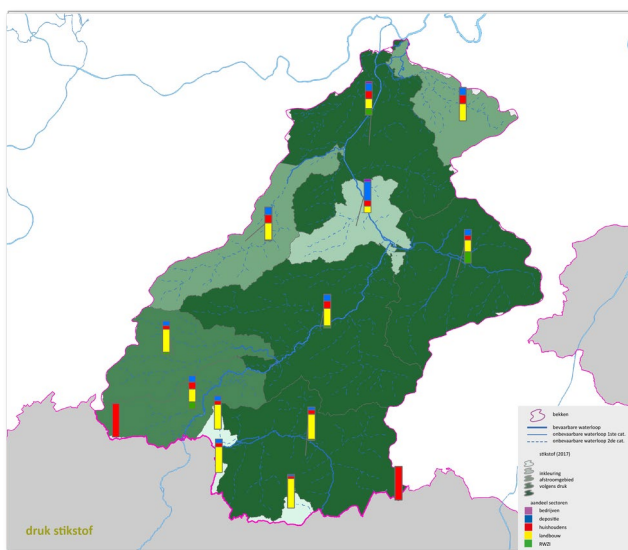 bekken
bevaarbare waterloop
onbevaarbare waterloop 1ste cat.
onbevaarbare waterloop 2de cat.
stikstof (2017)
inkleuring
afstroomgebied
volgens druk
aandeel sectoren
bedrijven
depositie
huishoudens
landbouw
RWZI
druk stikstof